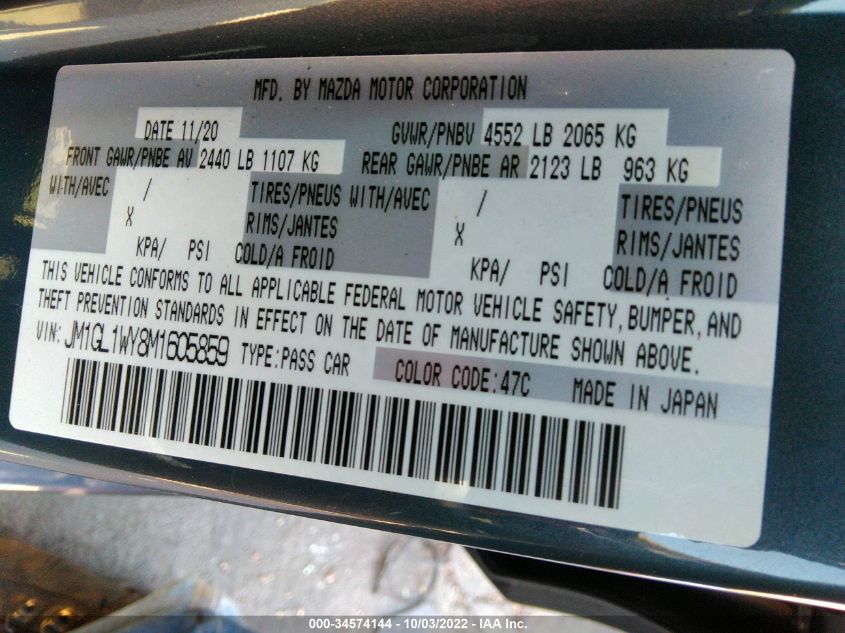 MFD. BY MAZDA MOTOR CORPORATION
DATE 11/20 GVWR/PNBV 4552 LB 2065 KG
FRONT GAWR/PNBE AV 2440 LB 1107 KG REAR GAWR/PNBE AR 2123 LB 963 KG
WITH/AVEC / TIRES/PNEUS WITH/AVEC / TIRES/PNEUS
X RIMS/JANTES X RIMS/JANTES
KPA/ PSI COLD/A FROID KPA/ PSI COLD/A FROID
THIS VEHICLE CONFORMS TO ALL APPLICABLE FEDERAL MOTOR VEHICLE SAFETY, BUMPER, AND
THEFT PREVENTION STANDARDS IN EFFECT ON THE DATE OF MANUFACTURE SHOWN ABOVE.
VIN: JM1GL1WY8M1605859 TYPE: PASS CAR COLOR CODE: 47C MADE IN JAPAN
000-34574144 - 10/03/2022 - IAA Inc.